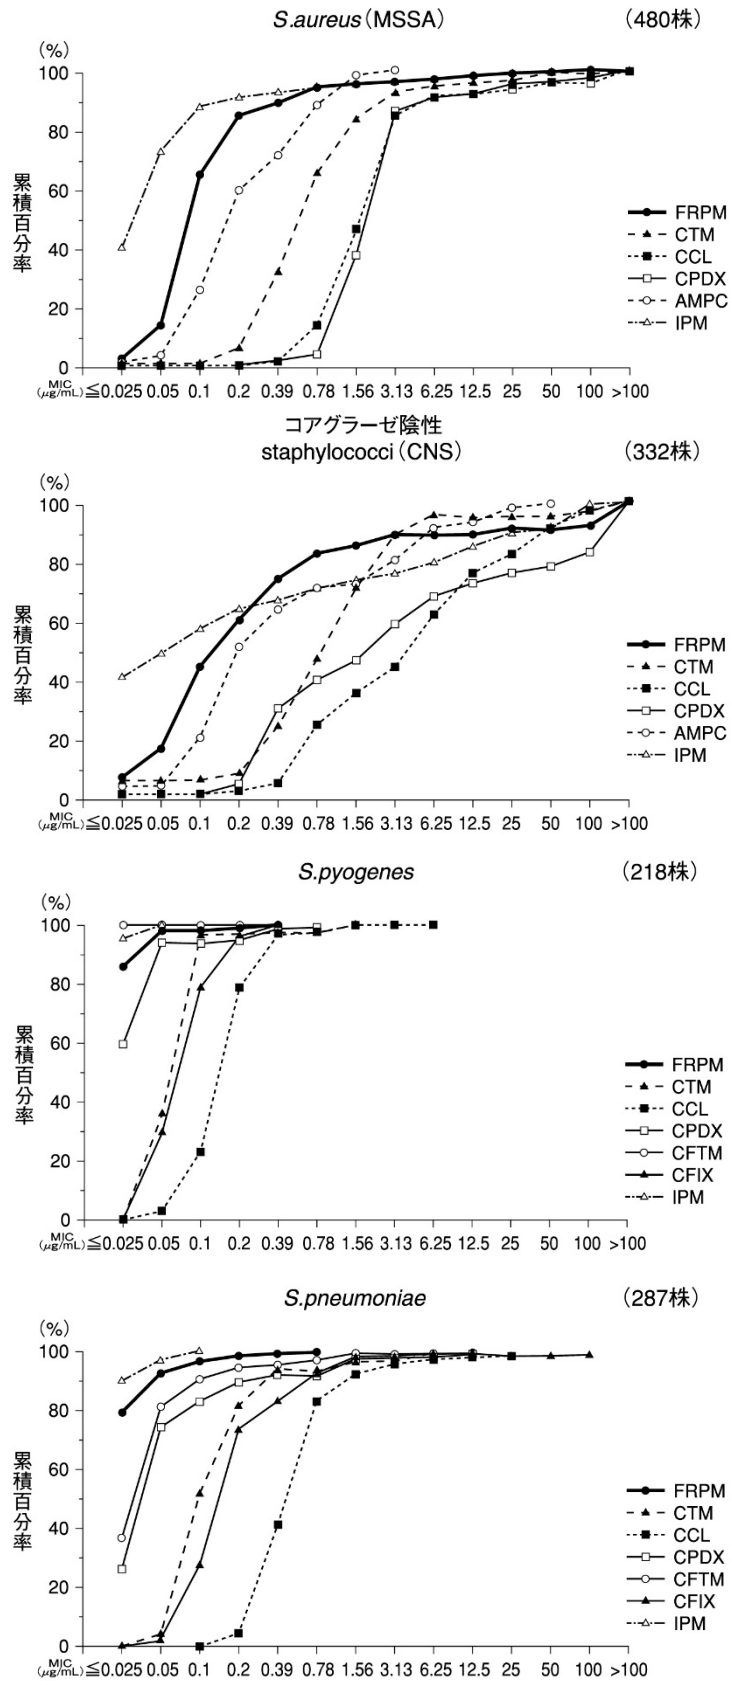 S.aureus（MSSA） （480株）
（%）
100
80
60
40
20
0
累積百分率
FRPM
CTM
CCL
CPDX
AMPC
IPM
MIC (μg/mL) ≦0.025 0.05 0.1 0.2 0.39 0.78 1.56 3.13 6.25 12.5 25 50 100 >100
コアグラーゼ陰性
staphylococci（CNS） （332株）
（%）
100
80
60
40
20
0
累積百分率
FRPM
CTM
CCL
CPDX
AMPC
IPM
MIC (μg/mL) ≦0.025 0.05 0.1 0.2 0.39 0.78 1.56 3.13 6.25 12.5 25 50 100 >100
S.pyogenes （218株）
（%）
100
80
60
40
20
0
累積百分率
FRPM
CTM
CCL
CPDX
CFTM
CFIX
IPM
MIC (μg/mL) ≦0.025 0.05 0.1 0.2 0.39 0.78 1.56 3.13 6.25 12.5 25 50 100 >100
S.pneumoniae （287株）
（%）
100
80
60
40
20
0
累積百分率
FRPM
CTM
CCL
CPDX
CFTM
CFIX
IPM
MIC (μg/mL) ≦0.025 0.05 0.1 0.2 0.39 0.78 1.56 3.13 6.25 12.5 25 50 100 >100